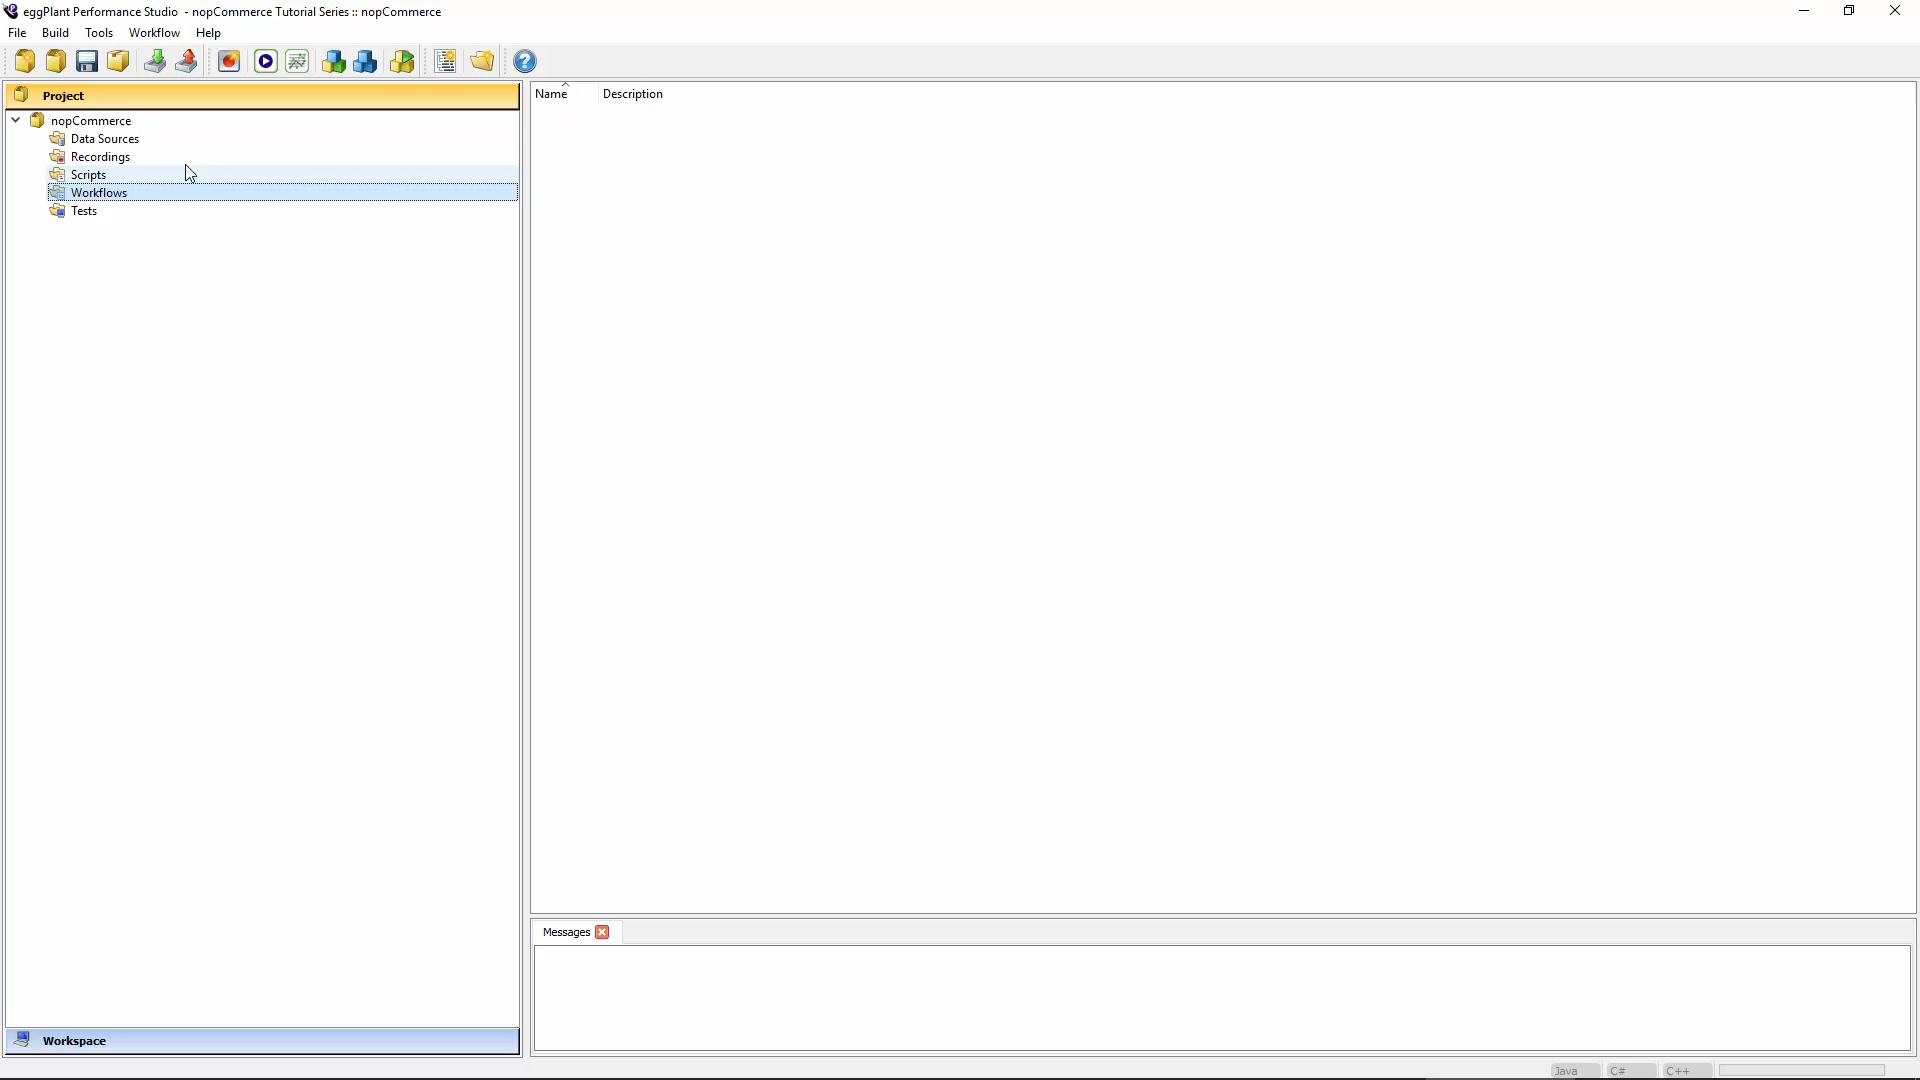 eggPlant Performance Studio - nopCommerce Tutorial Series :: nopCommerce
File Build Tools Workflow Help
Project
Name Description
nopCommerce
Data Sources
Recordings
Scripts
Workflows
Tests
Messages
Workspace
Java C# C++